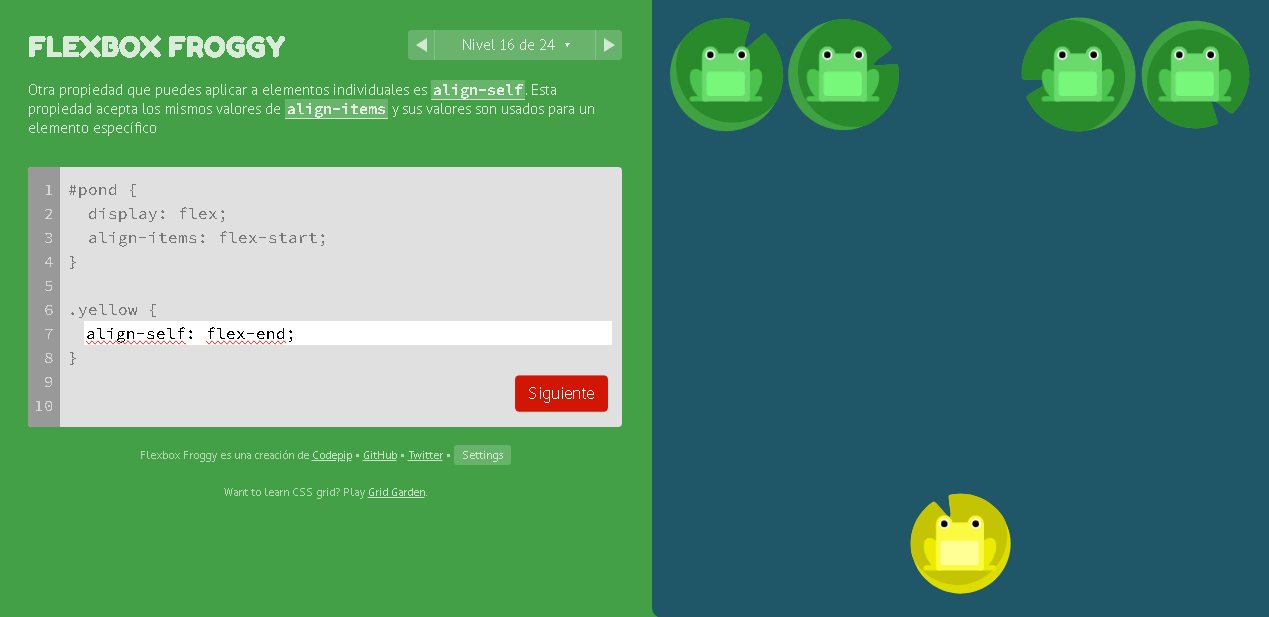 FLEXBOX FROGGY
◀ Nivel 16 de 24 ▾ ▶
Otra propiedad que puedes aplicar a elementos individuales es align-self. Esta
propiedad acepta los mismos valores de align-items y sus valores son usados para un
elemento específico
1 #pond {
2 display: flex;
3 align-items: flex-start;
4 }
5
6 .yellow {
7 align-self: flex-end;
8 }
9
10
Siguiente
Flexbox Froggy es una creación de Codepip • GitHub • Twitter • Settings
Want to learn CSS grid? Play Grid Garden.